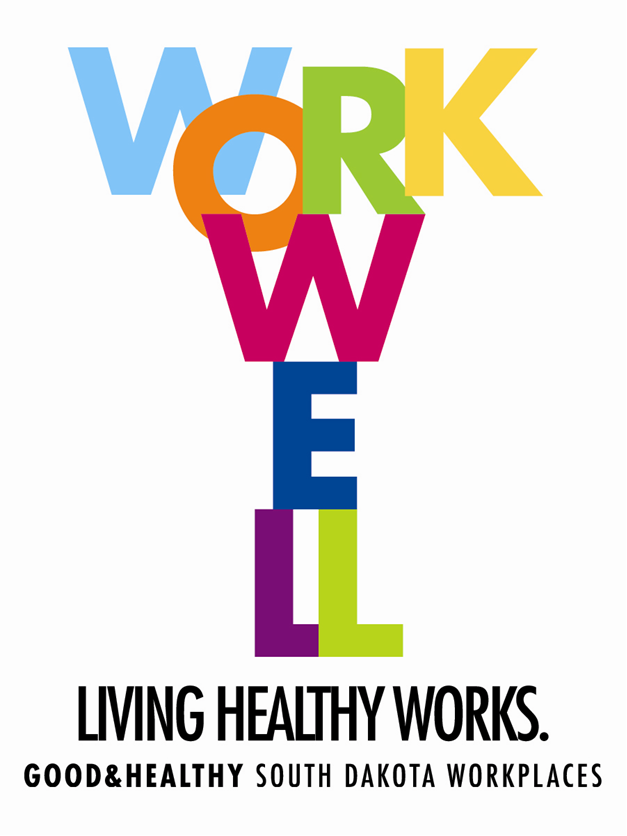 WORK
W
E
LL
LIVING HEALTHY WORKS.
GOOD&HEALTHY SOUTH DAKOTA WORKPLACES